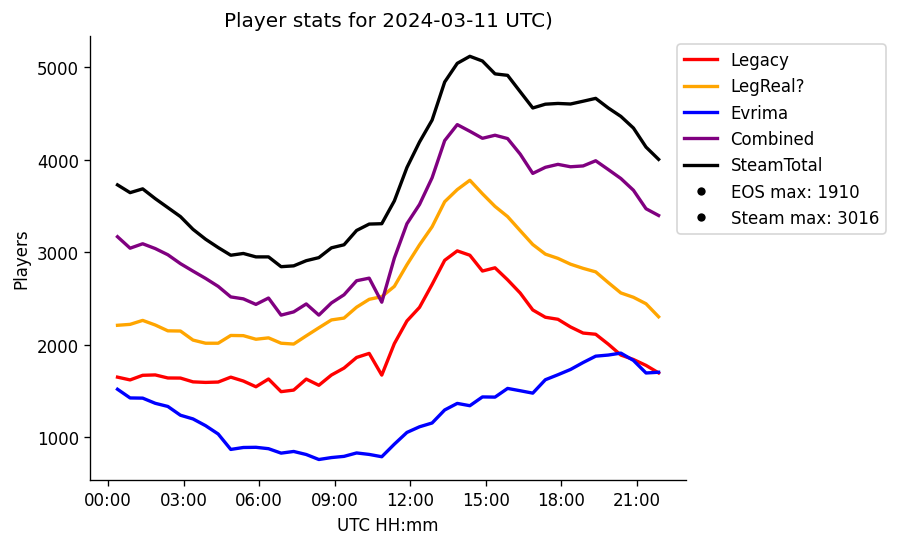 Player stats for 2024-03-11 UTC)
Legacy
LegReal?
Evrima
Combined
SteamTotal
EOS max: 1910
Steam max: 3016
Players
5000
4000
3000
2000
1000
00:00 03:00 06:00 09:00 12:00 15:00 18:00 21:00
UTC HH:mm